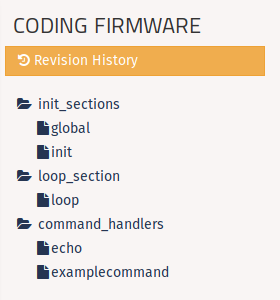 CODING FIRMWARE
Revision History
init_sections
global
init
loop_section
loop
command_handlers
echo
examplecommand